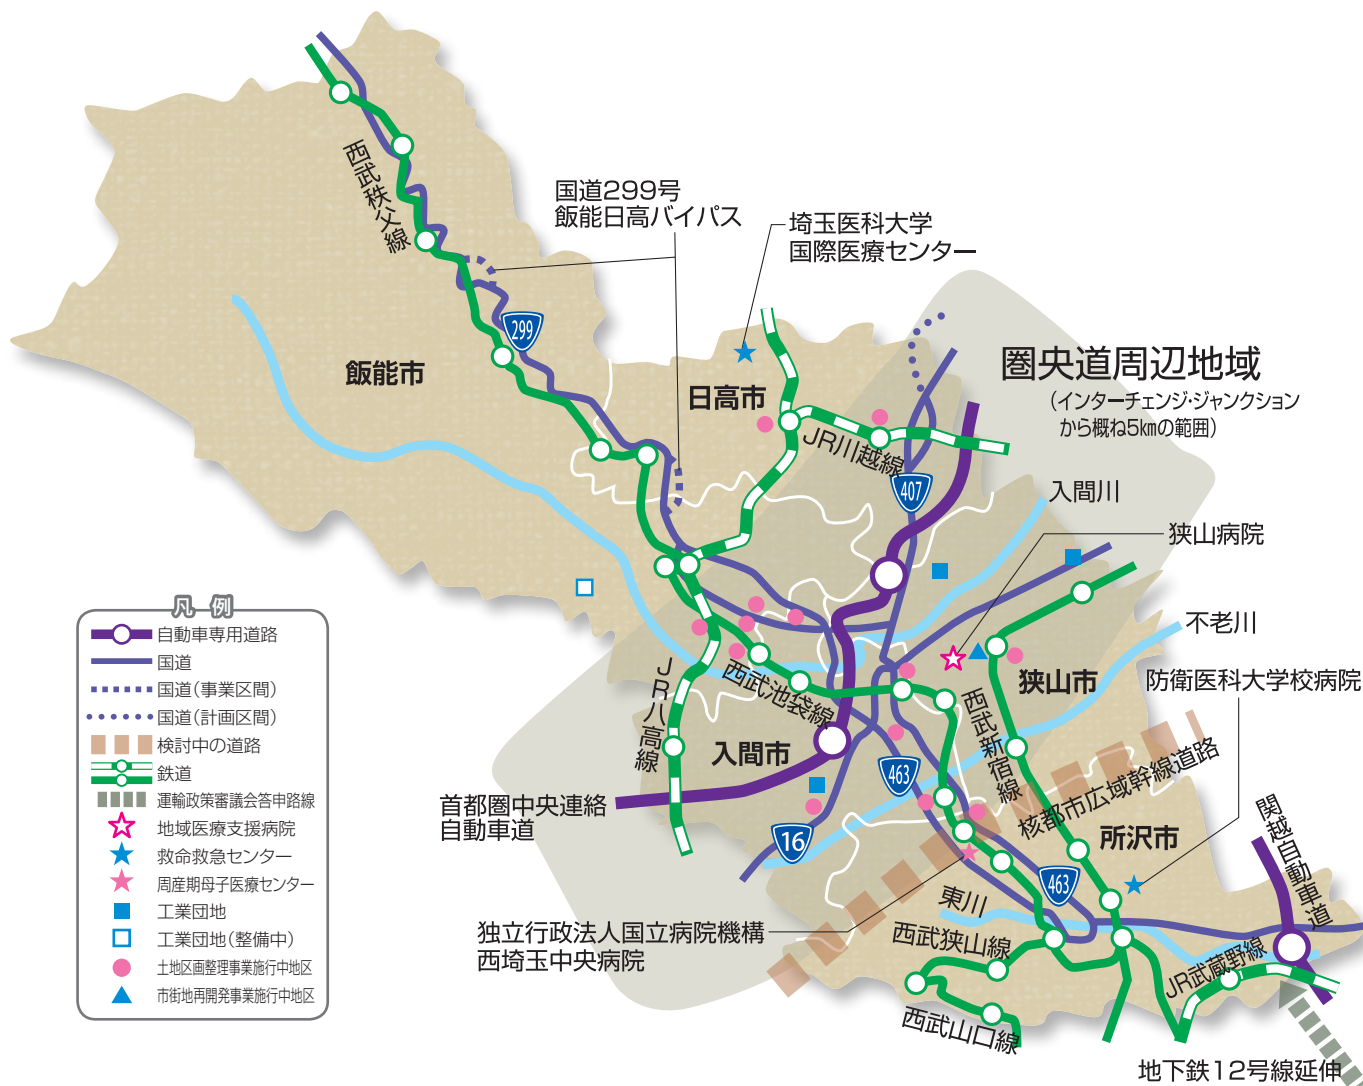 西武秩父線
国道299号
飯能日高バイパス
埼玉医科大学
国際医療センター
299
飯能市
日高市
圏央道周辺地域
(インターチェンジ・ジャンクション
から概ね5kmの範囲)
JR川越線
407
入間川
狭山病院
不老川
防衛医科大学校病院
狭山市
西武池袋線
JR八高線
入間市
西武新宿線
463
核都市広域幹線道路
首都圏中央連絡
自動車道
16
所沢市
関越自動車道
463
東川
独立行政法人国立病院機構
西埼玉中央病院
西武狭山線
JR武蔵野線
西武山口線
地下鉄12号線延伸
凡 例
自動車専用道路
国道
国道(事業区間)
国道(計画区間)
検討中の道路
鉄道
運輸政策審議会答申路線
地域医療支援病院
救命救急センター
周産期母子医療センター
工業団地
工業団地(整備中)
土地区画整理事業施行中地区
市街地再開発事業施行中地区